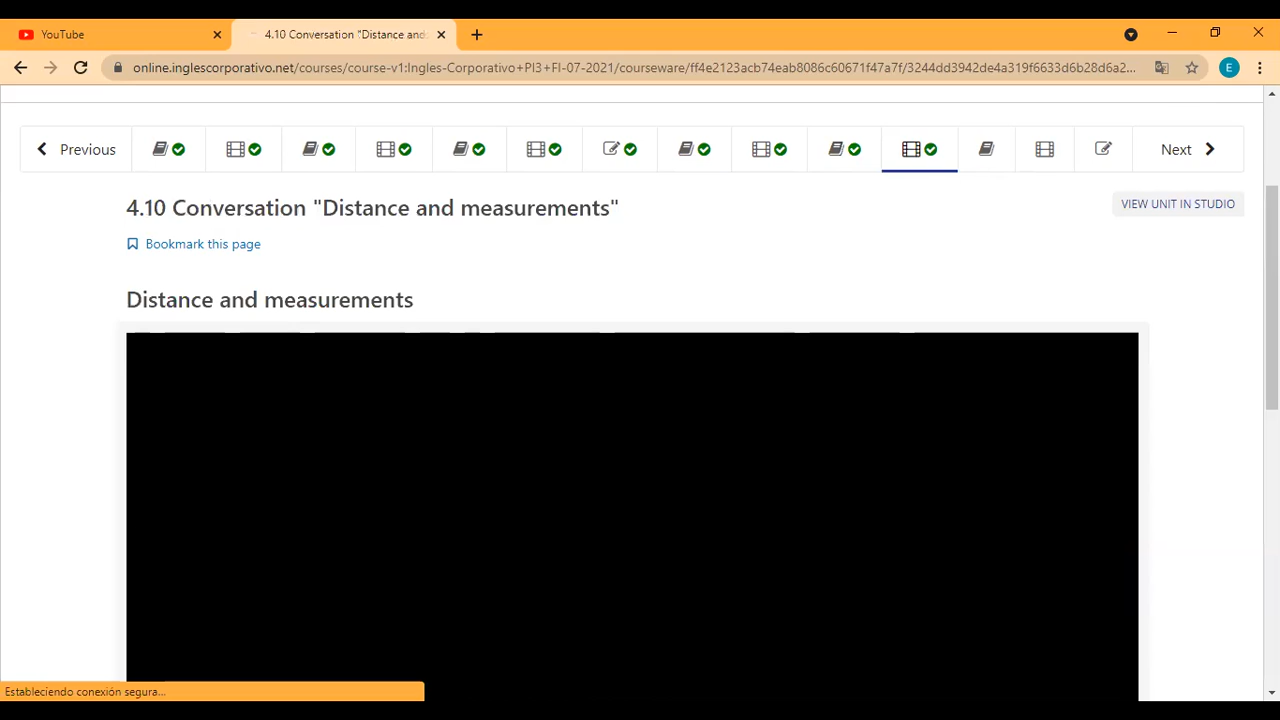 YouTube
4.10 Conversation "Distance and
online.inglescorporativo.net/courses/course-v1:Ingles-Corporativo+PI3+FI-07-2021/courseware/ff4e2123acb74eab8086c60671f47a7f/3244dd3942de4a319f6633d6b28d6a2...
E
Previous
Next
4.10 Conversation "Distance and measurements"
VIEW UNIT IN STUDIO
Bookmark this page
Distance and measurements
Estableciendo conexión segura...